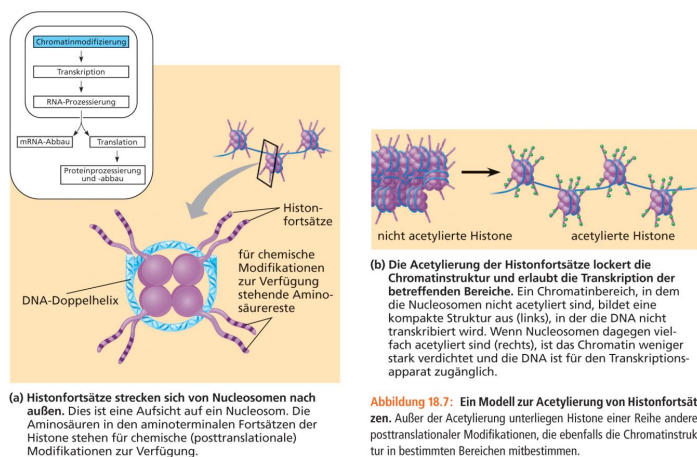 Chromatinmodifizierung
Transkription
RNA-Prozessierung
mRNA-Abbau
Translation
Proteinprozessierung
und -abbau
Histon-
fortsätze
für chemische
Modifikationen
zur Verfügung
stehende Amino-
säurereste
DNA-Doppelhelix
(a) Histonfortsätze strecken sich von Nucleosomen nach
außen. Dies ist eine Aufsicht auf ein Nucleosom. Die
Aminosäuren in den aminoterminalen Fortsätzen der
Histone stehen für chemische (posttranslationale)
Modifikationen zur Verfügung.
nicht acetylierte Histone
acetylierte Histone
(b) Die Acetylierung der Histonfortsätze lockert die
Chromatinstruktur und erlaubt die Transkription der
betreffenden Bereiche. Ein Chromatinbereich, in dem
die Nucleosomen nicht acetyliert sind, bildet eine
kompakte Struktur aus (links), in der die DNA nicht
transkribiert wird. Wenn Nucleosomen dagegen viel-
fach acetyliert sind (rechts), ist das Chromatin weniger
stark verdichtet und die DNA ist für den Transkriptions-
apparat zugänglich.
Abbildung 18.7: Ein Modell zur Acetylierung von Histonfortsät
zen. Außer der Acetylierung unterliegen Histone einer Reihe andere
posttranslationaler Modifikationen, die ebenfalls die Chromatinstruk
tur in bestimmten Bereichen mitbestimmen.